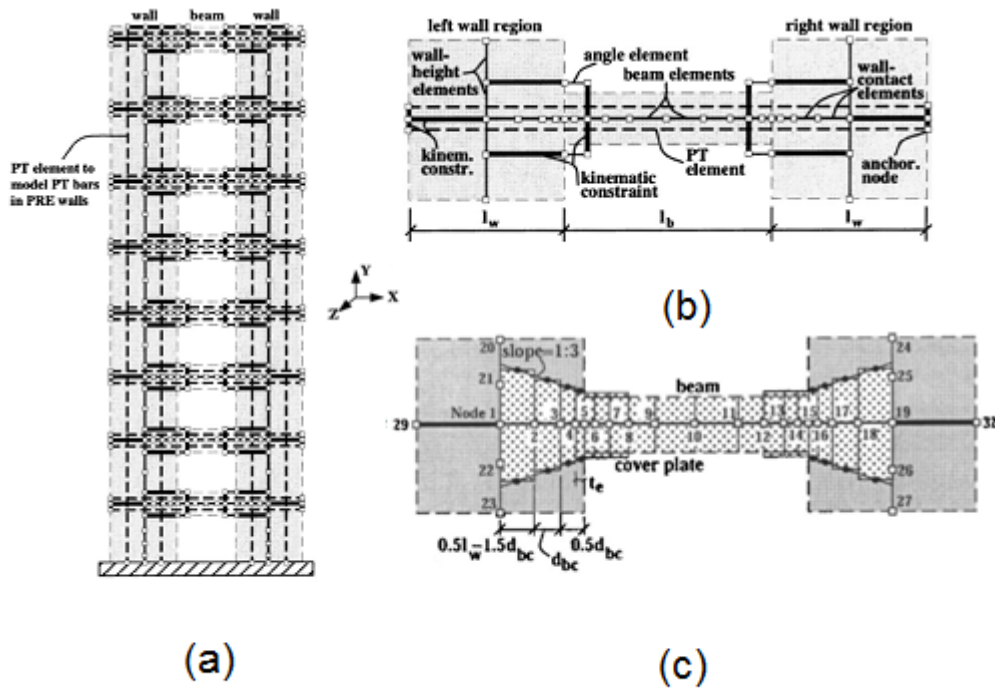 wall beam wall
PT element to
model PT bars
in PRE walls
(a)
Y
X
Z
left wall region
right wall region
wall-
height
elements
angle element
beam elements
wall-
contact
elements
kinem.
constr.
kinematic
constraint
PT
element
anchor.
node
l_w l_b l_w
(b)
20 24
slope=1:3
21 25
beam
Node 1 3 5 7 9 11 13 15 17 19
29
2 4 6 8 10 12 14 16 18
22 26
cover plate
23 27
t_e
0.5l_w-1.5d_bc d_bc 0.5d_bc
(c)